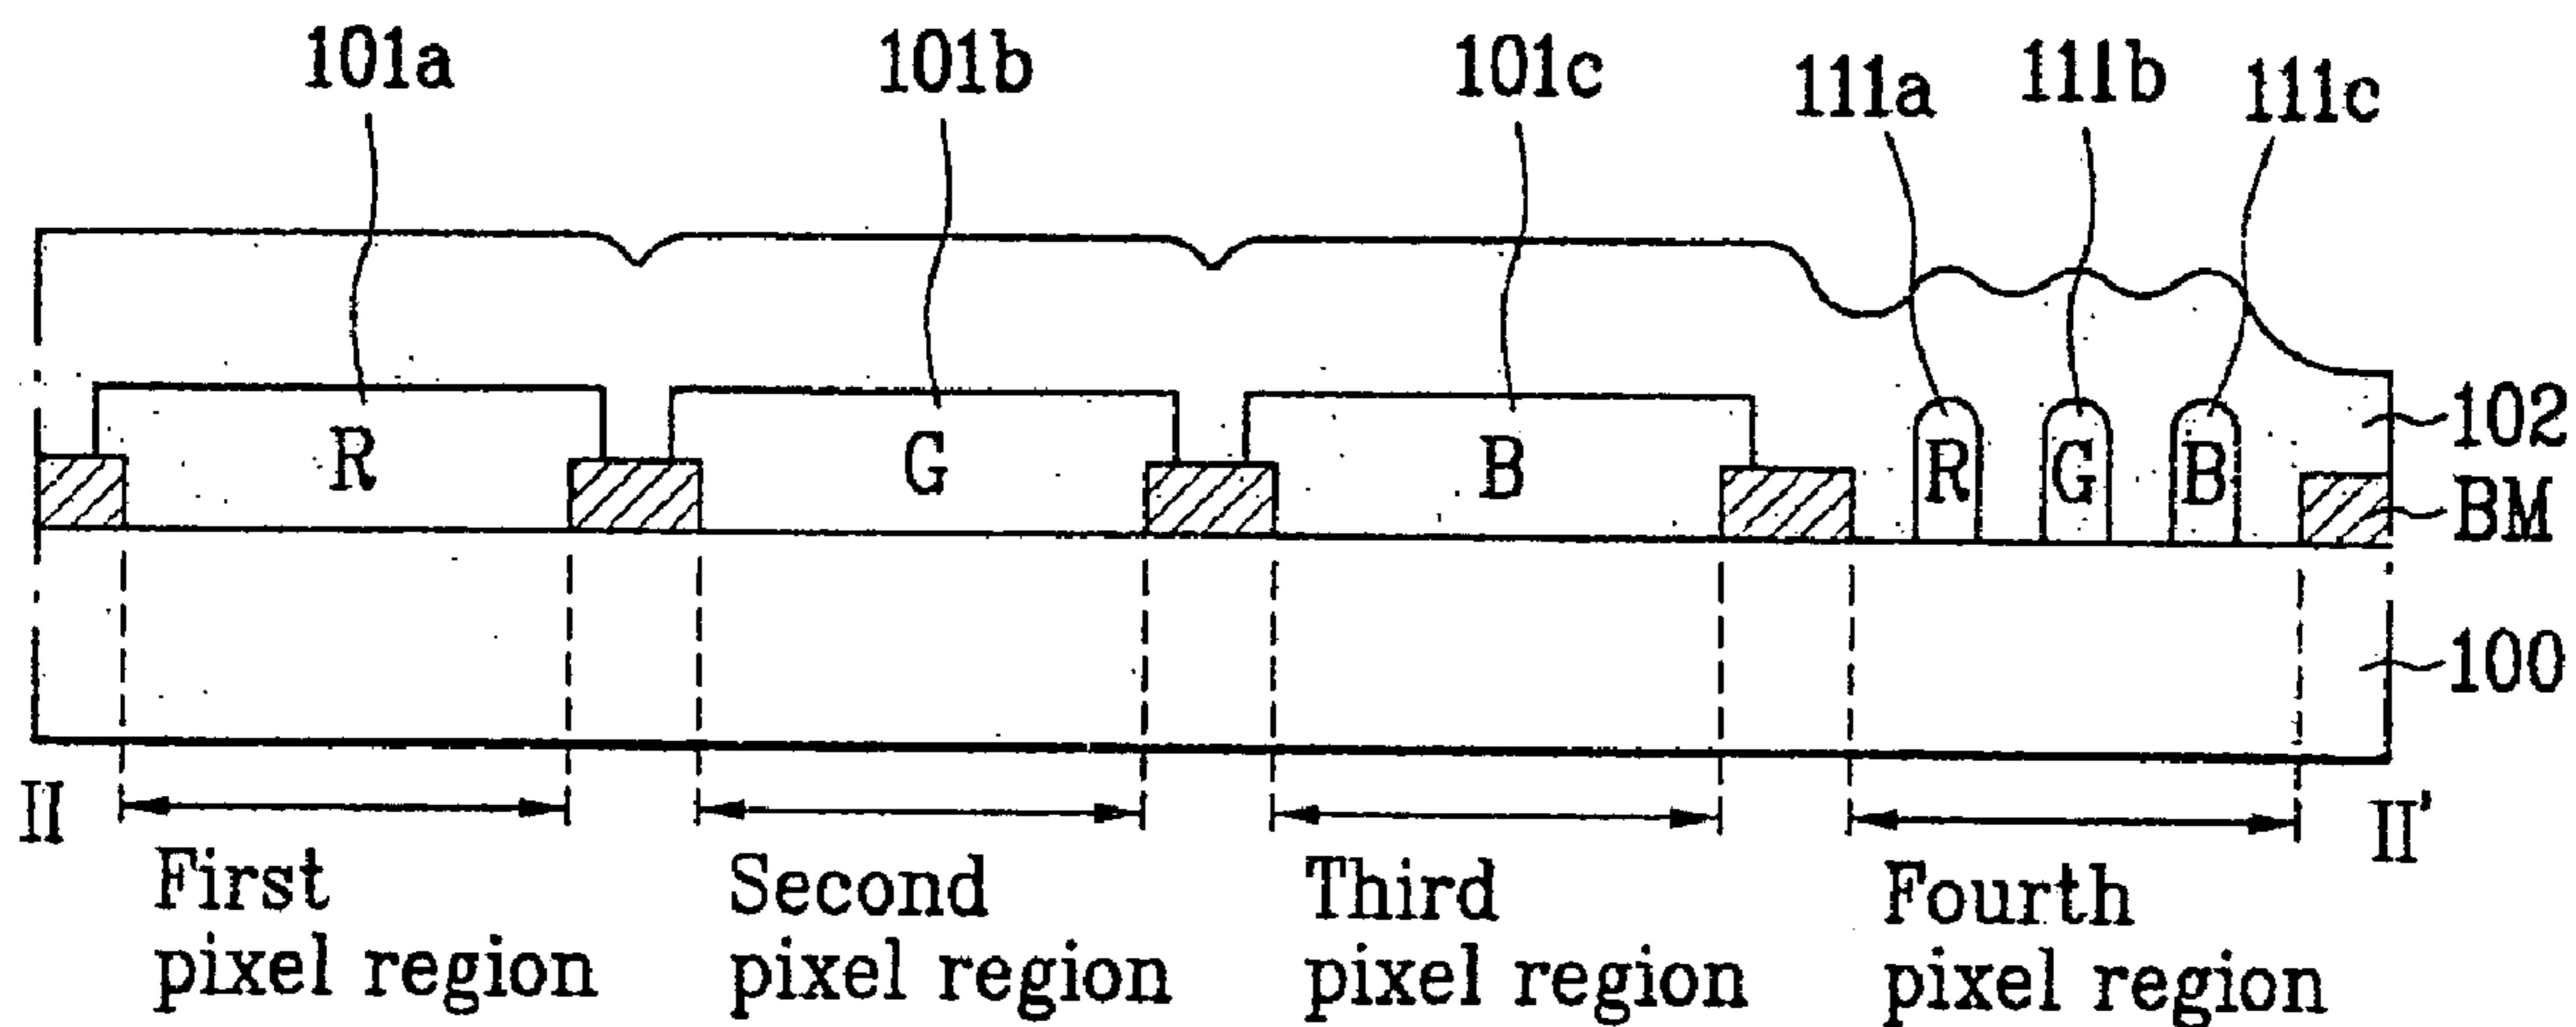 101a 101b 101c 111a 111b 111c
R G B R G B
102
BM
100
II II'
First Second Third Fourth
pixel region pixel region pixel region pixel region